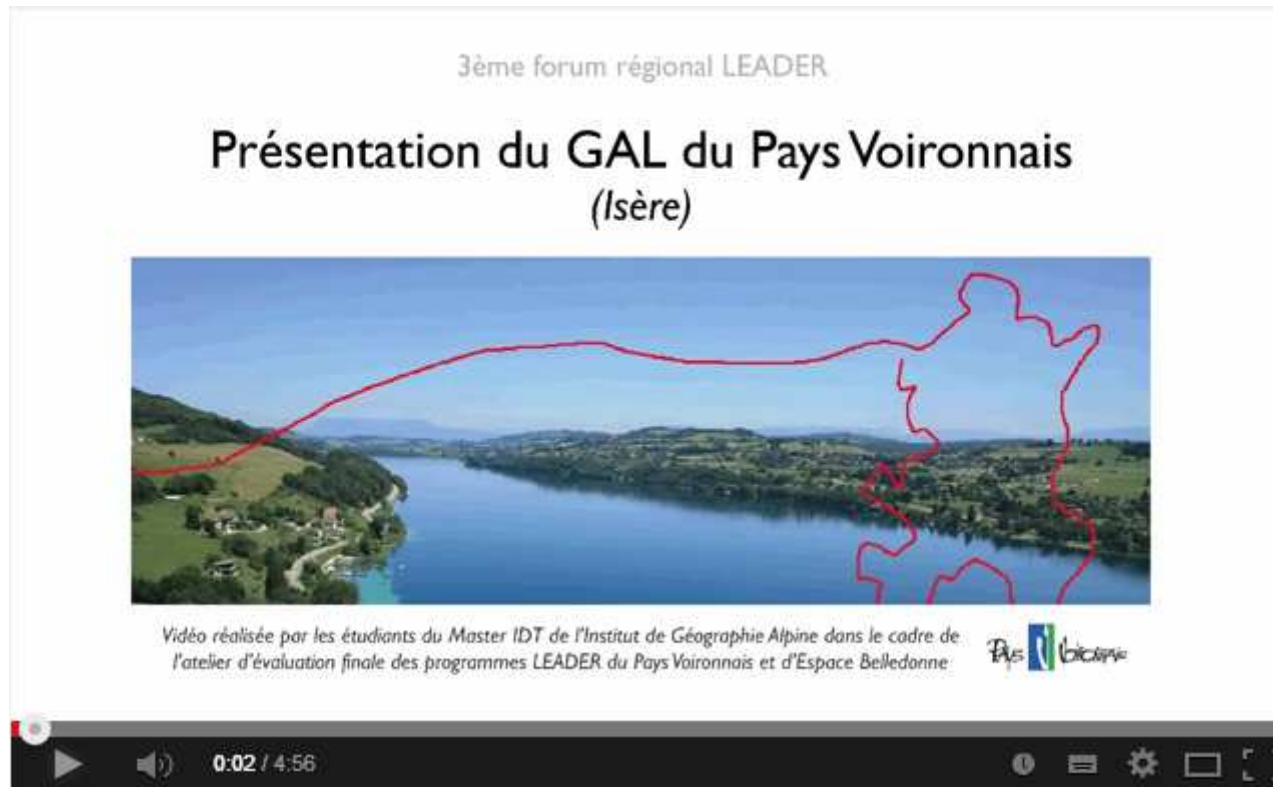 3ème forum régional LEADER
Présentation du GAL du Pays Voironnais
(Isère)
Vidéo réalisée par les étudiants du Master IDT de l'Institut de Géographie Alpine dans le cadre de
l'atelier d'évaluation finale des programmes LEADER du Pays Voironnais et d'Espace Belledonne
Pays Voironnais
0:02 / 4:56